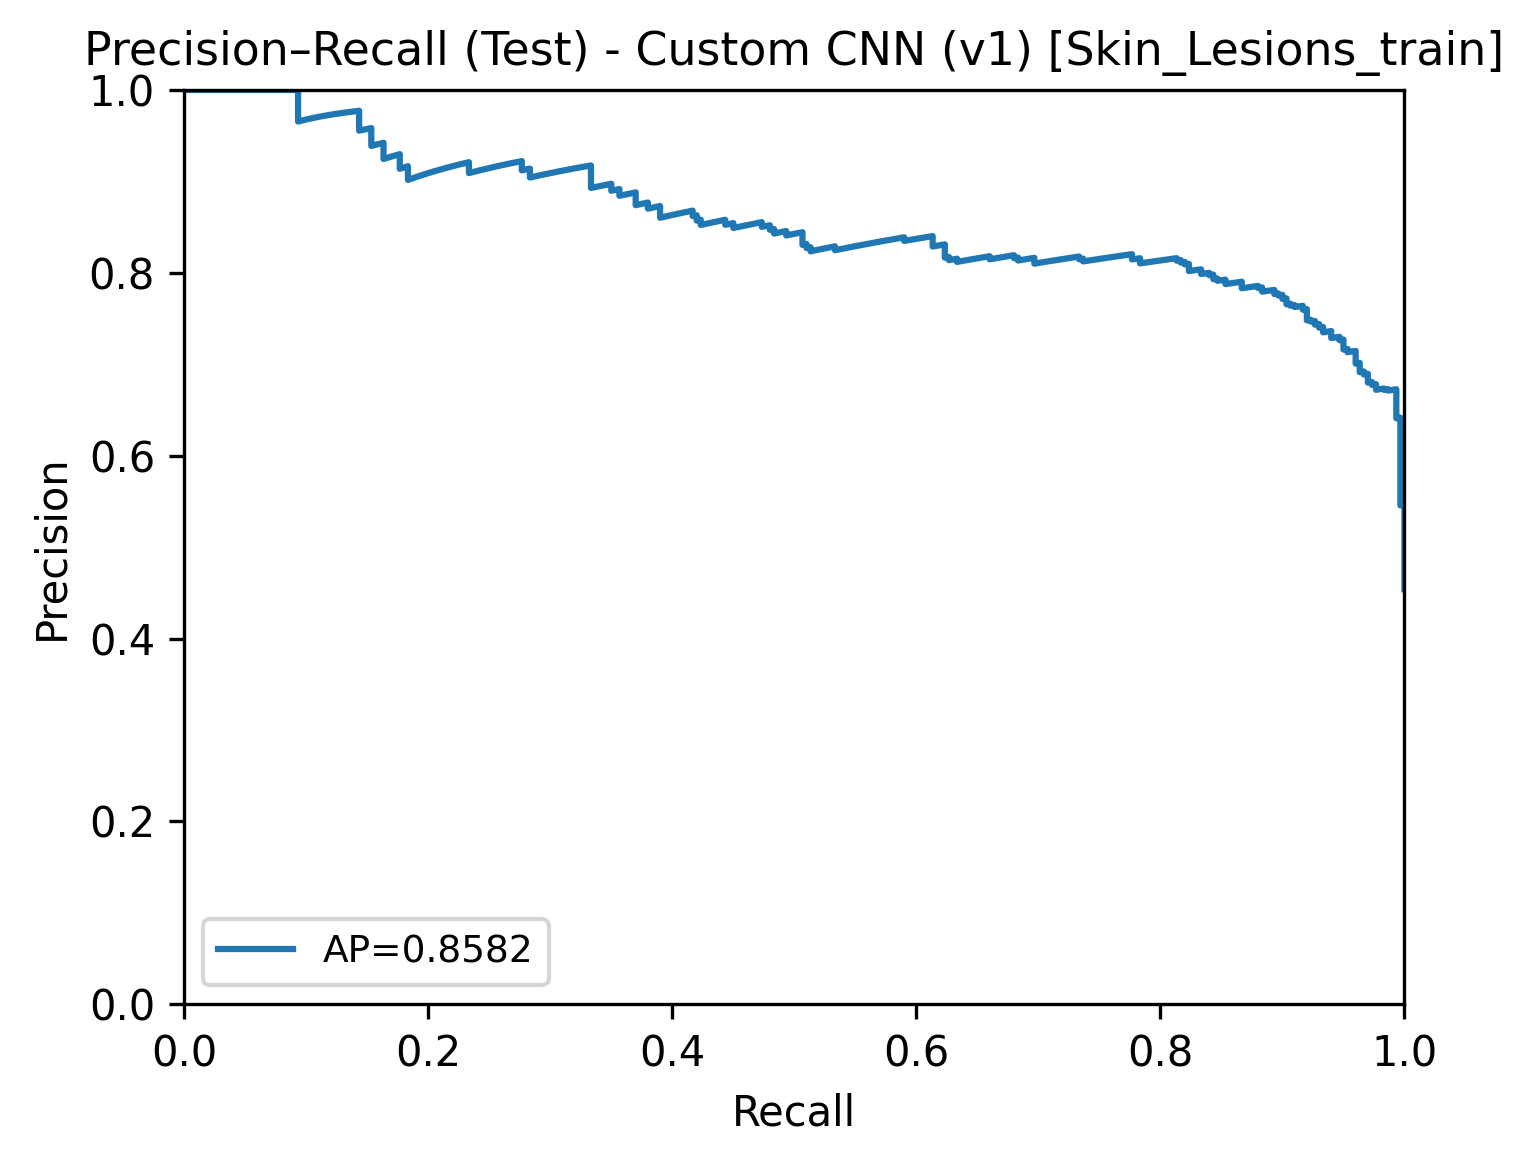 Precision–Recall (Test) - Custom CNN (v1) [Skin_Lesions_train]
1.0
0.8
0.6
0.4
0.2
0.0
Precision
AP=0.8582
0.0 0.2 0.4 0.6 0.8 1.0
Recall